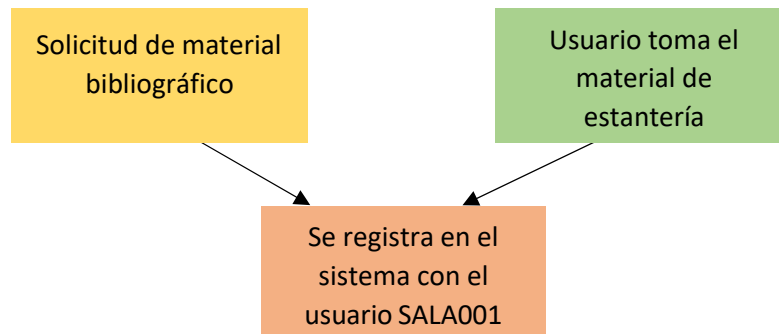 Solicitud de material
bibliográfico
Usuario toma el
material de
estantería
Se registra en el
sistema con el
usuario SALA001